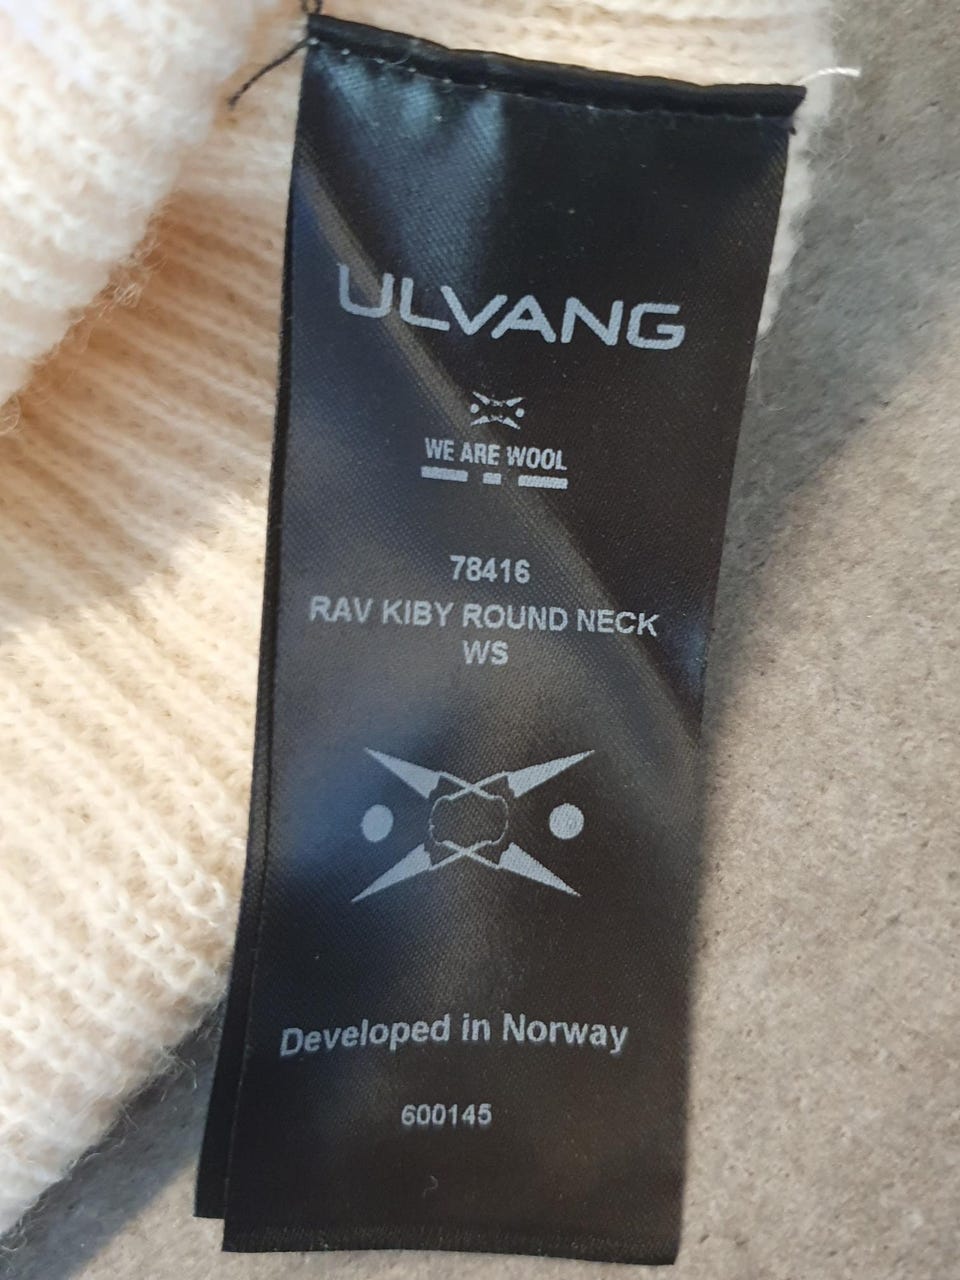 ULVANG
WE ARE WOOL
78416
RAV KIBY ROUND NECK
WS
Developed in Norway
600145